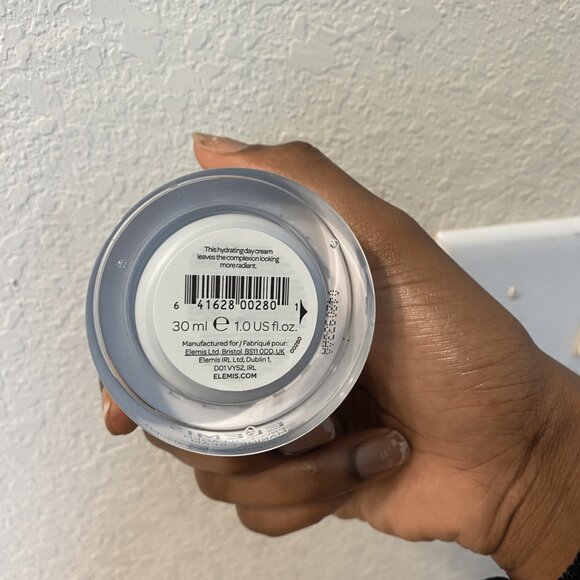 This hydrating day cream
leaves the complexion looking
more radiant.
6 41628 00280 1
30 ml e 1.0 US fl.oz.
Manufactured for / Fabriqué pour:
Elemis Ltd, Bristol, BS11 0DD, UK
Elemis IRL Ltd, Dublin 1,
D01 VY52, IRL
ELEMIS.COM
00280